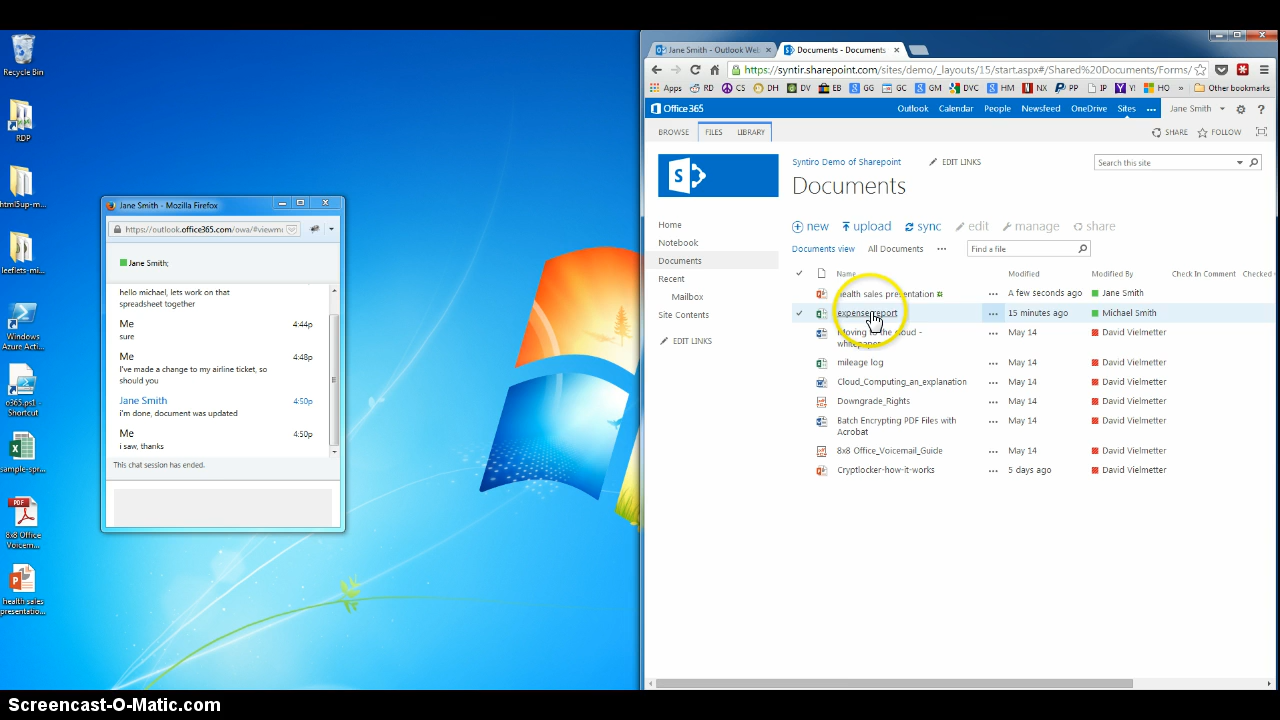 Recycle Bin
RDP
html5up-m...
leeflets-mi...
Windows
Azure Acti...
o365.ps1 -
Shortcut
sample-spr...
8x8 Office
Voicem...
health sales
presentatio...
Jane Smith - Mozilla Firefox
https://outlook.office365.com/owa/#viewm
Jane Smith;
hello michael, lets work on that
spreadsheet together
Me 4:44p
sure
Me 4:48p
I've made a change to my airline ticket, so
should you
Jane Smith 4:50p
i'm done, document was updated
Me 4:50p
i saw, thanks
This chat session has ended.
Jane Smith - Outlook Web Documents - Documents
https://syntir.sharepoint.com/sites/demo/_layouts/15/start.aspx#/Shared%20Documents/Forms/
Apps RD CS DH DV EB GG GC GM DVC HM NX PP IP Y! HO » Other bookmarks
Office 365 Outlook Calendar People Newsfeed OneDrive Sites ... Jane Smith ?
BROWSE FILES LIBRARY SHARE FOLLOW
S
Syntiro Demo of Sharepoint EDIT LINKS Search this site
Documents
Home
Notebook
Documents
Recent
Mailbox
Site Contents
EDIT LINKS
new upload sync edit manage share
Documents view All Documents ... Find a file
Name Modified Modified By Check In Comment Checked
health sales presentation ... A few seconds ago Jane Smith
expense report ... 15 minutes ago Michael Smith
Moving to the cloud - ... May 14 David Vielmetter
whitepaper
mileage log ... May 14 David Vielmetter
Cloud_Computing_an_explanation ... May 14 David Vielmetter
Downgrade_Rights ... May 14 David Vielmetter
Batch Encrypting PDF Files with ... May 14 David Vielmetter
Acrobat
8x8 Office_Voicemail_Guide ... May 14 David Vielmetter
Cryptlocker-how-it-works ... 5 days ago David Vielmetter
Screencast-O-Matic.com